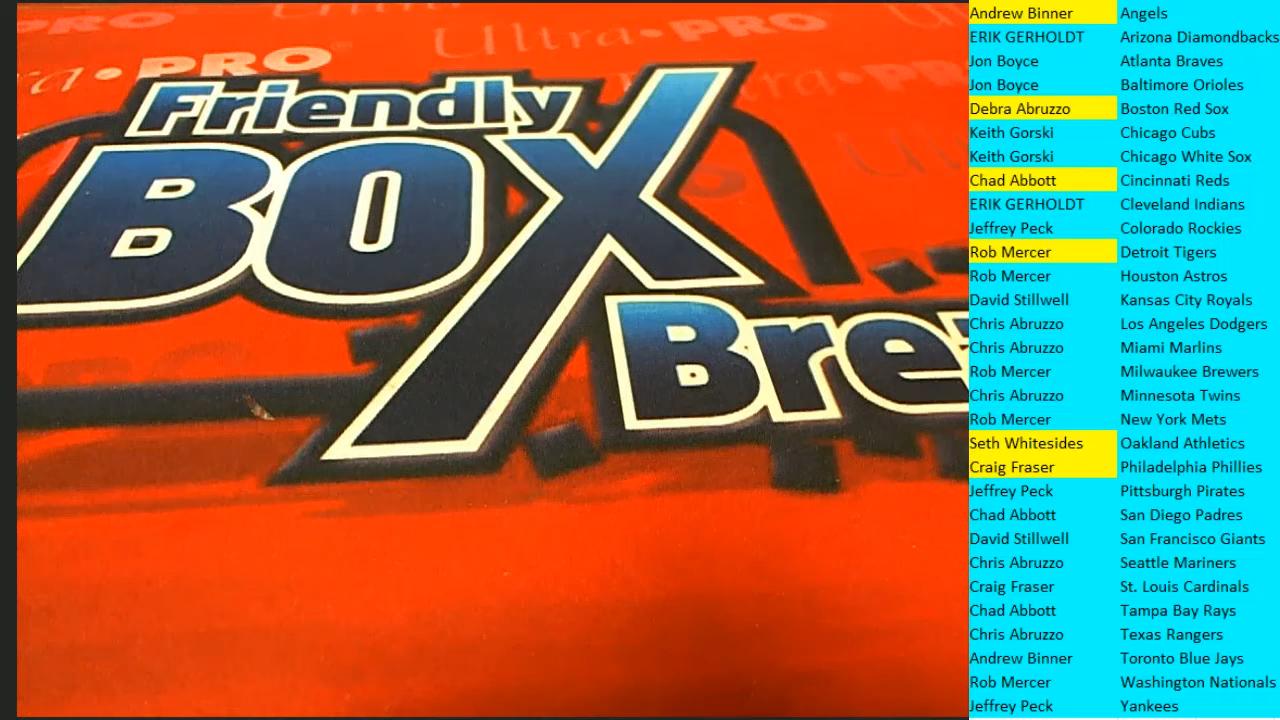 PRO
Ultra
Ultra PRO
ra PRO
Friendly
BOX
Bre
Andrew Binner Angels
ERIK GERHOLDT Arizona Diamondbacks
Jon Boyce Atlanta Braves
Jon Boyce Baltimore Orioles
Debra Abruzzo Boston Red Sox
Keith Gorski Chicago Cubs
Keith Gorski Chicago White Sox
Chad Abbott Cincinnati Reds
ERIK GERHOLDT Cleveland Indians
Jeffrey Peck Colorado Rockies
Rob Mercer Detroit Tigers
Rob Mercer Houston Astros
David Stillwell Kansas City Royals
Chris Abruzzo Los Angeles Dodgers
Chris Abruzzo Miami Marlins
Rob Mercer Milwaukee Brewers
Chris Abruzzo Minnesota Twins
Rob Mercer New York Mets
Seth Whitesides Oakland Athletics
Craig Fraser Philadelphia Phillies
Jeffrey Peck Pittsburgh Pirates
Chad Abbott San Diego Padres
David Stillwell San Francisco Giants
Chris Abruzzo Seattle Mariners
Craig Fraser St. Louis Cardinals
Chad Abbott Tampa Bay Rays
Chris Abruzzo Texas Rangers
Andrew Binner Toronto Blue Jays
Rob Mercer Washington Nationals
Jeffrey Peck Yankees